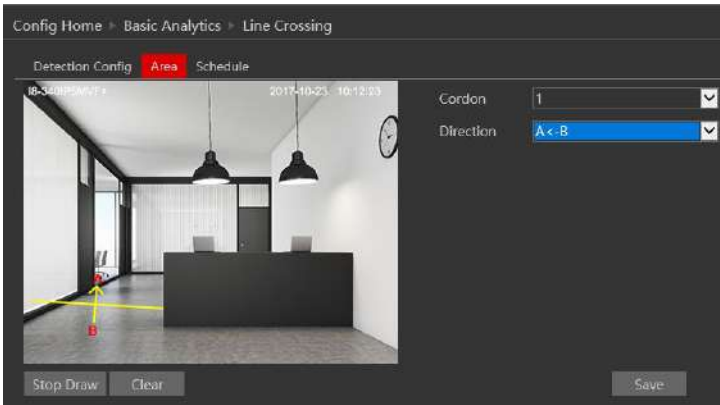 Config Home ▸ Basic Analytics ▸ Line Crossing
Detection Config Area Schedule
2017-10-23 10:12:23
Cordon 1
Direction A<-B
A
B
Stop Draw Clear
Save